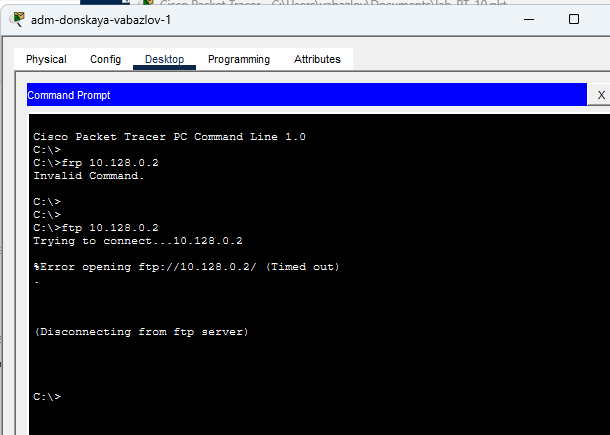 Cisco Packet Tracer - C:\Users\vabazlov\Documents\lab-PT-10.pkt
adm-donskaya-vabazlov-1
Physical Config Desktop Programming Attributes
Command Prompt X
Cisco Packet Tracer PC Command Line 1.0
C:\>
C:\>frp 10.128.0.2
Invalid Command.
C:\>
C:\>
C:\>ftp 10.128.0.2
Trying to connect...10.128.0.2
%Error opening ftp://10.128.0.2/ (Timed out)
.
(Disconnecting from ftp server)
C:\>